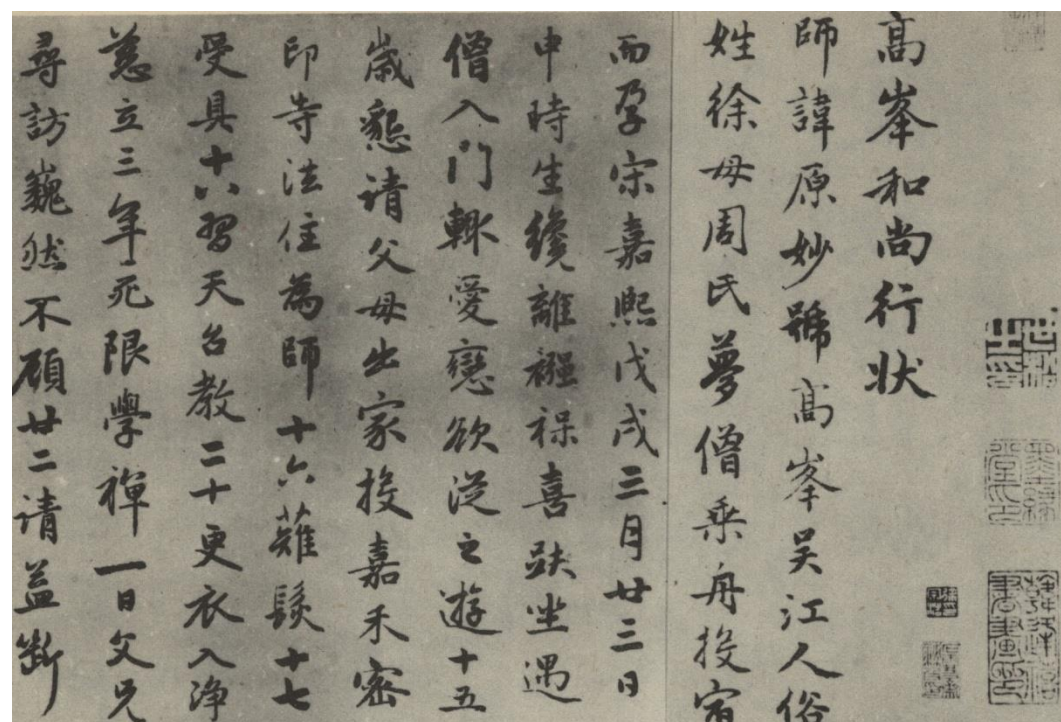 高峯和尚行狀
師諱原妙號高峯吴江人俗
姓徐母周氏夢僧乘舟投宿
而孕宋嘉熙戊戌三月廿三日
申時生纔離襁褓喜趺坐遇
僧入門輒愛戀欲從之遊十五
歲懇请父母出家投嘉禾密
印寺法住為師十六薙髮十七
受具十八習天台教二十更衣入淨
慈立三年死限學禪一日父兄
尋訪巍然不顧廿二请益斷